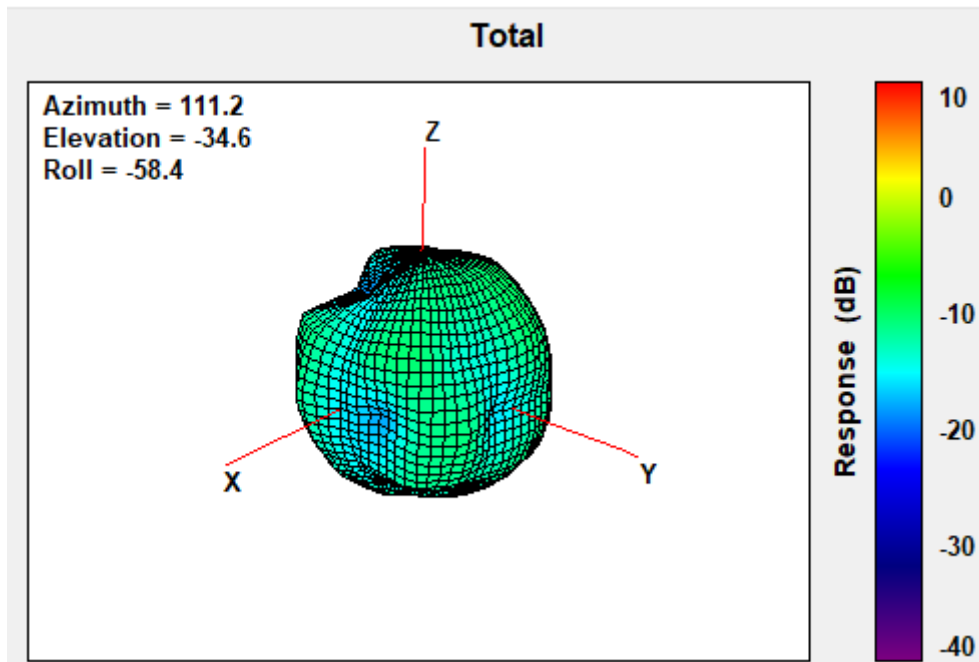 Total
Azimuth = 111.2
Elevation = -34.6
Roll = -58.4
Z
X
Y
10
0
-10
-20
-30
-40
Response (dB)